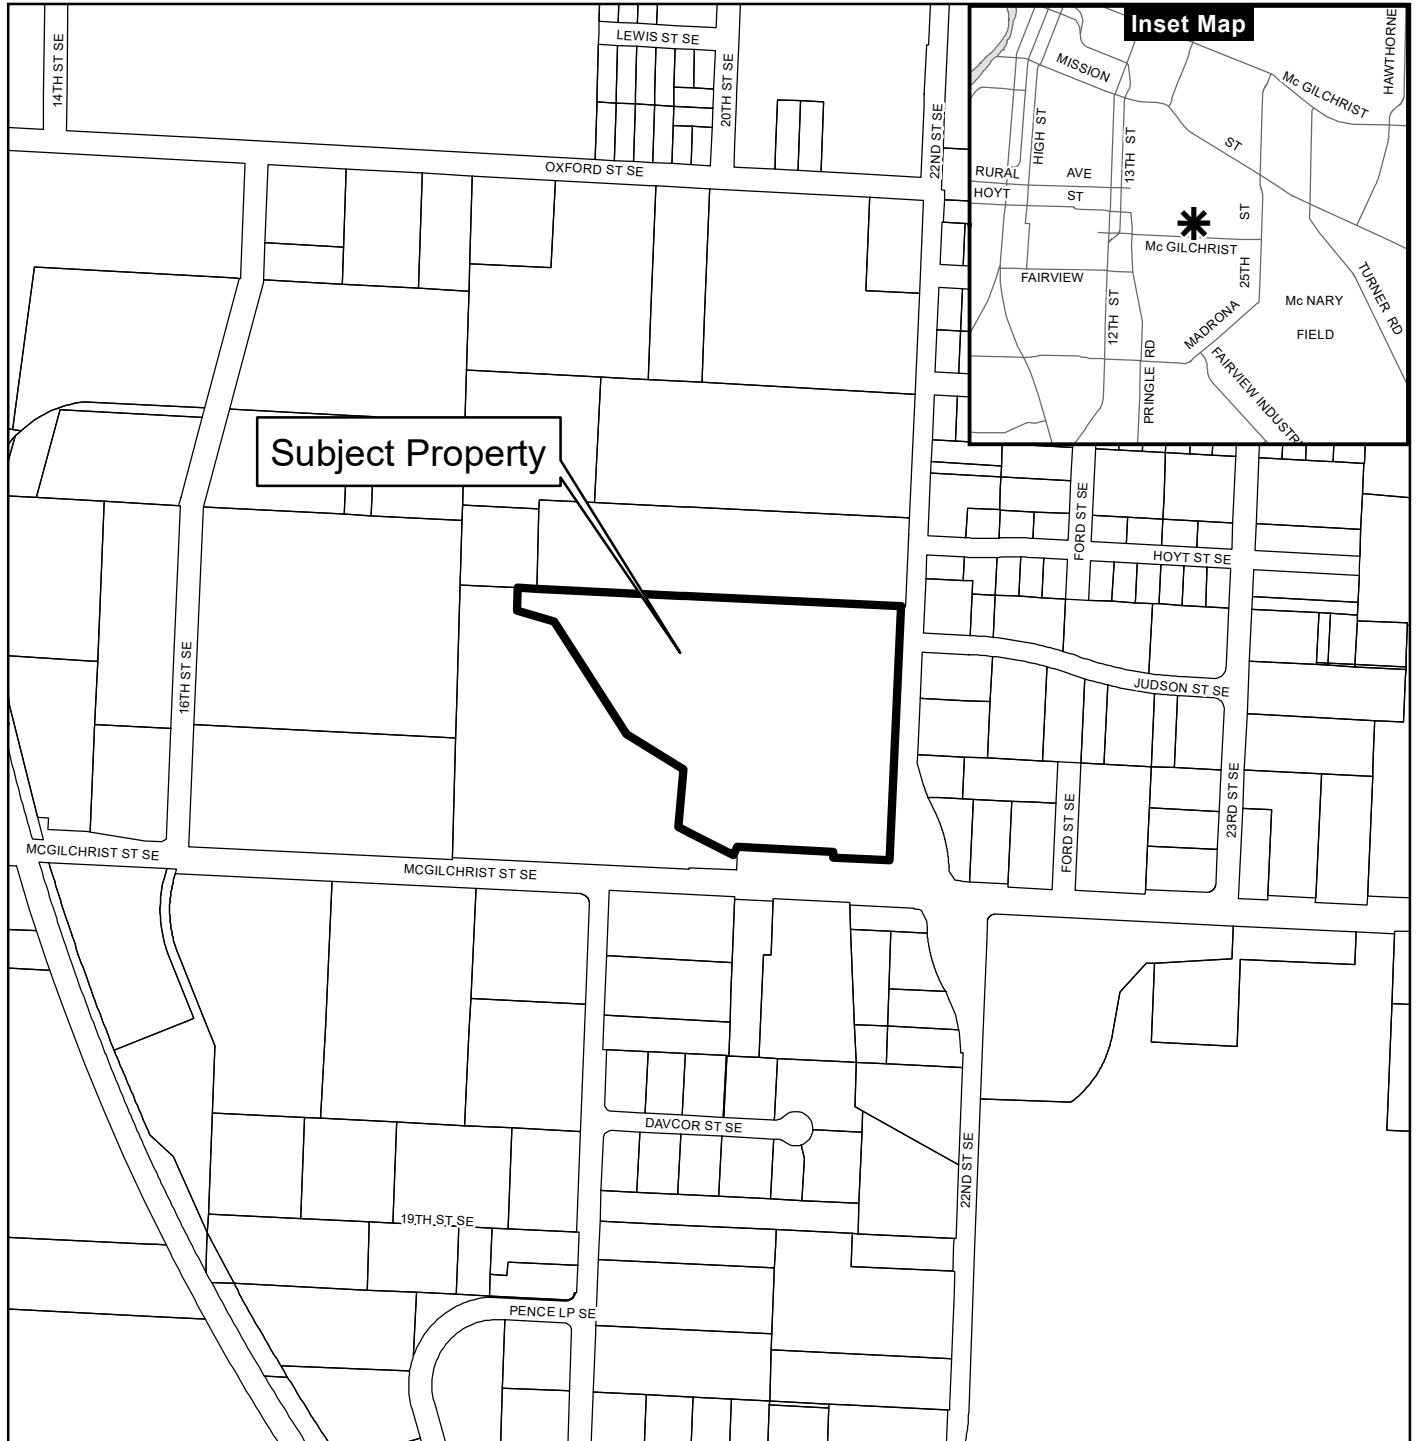 LEWIS ST SE
14TH ST SE
20TH ST SE
22ND ST SE
OXFORD ST SE
Inset Map
HAWTHORNE
MISSION
Mc GILCHRIST
HIGH ST
13TH ST
ST
RURAL AVE
HOYT ST
ST
Mc GILCHRIST
25TH
FAIRVIEW
12TH ST
MADRONA
Mc NARY
FIELD
TURNER RD
PRINGLE RD
FAIRVIEW INDUSTRI
Subject Property
FORD ST SE
HOYT ST SE
16TH ST SE
JUDSON ST SE
23RD ST SE
FORD ST SE
MCGILCHRIST ST SE
MCGILCHRIST ST SE
DAVCOR ST SE
22ND ST SE
19TH ST SE
PENCE LP SE